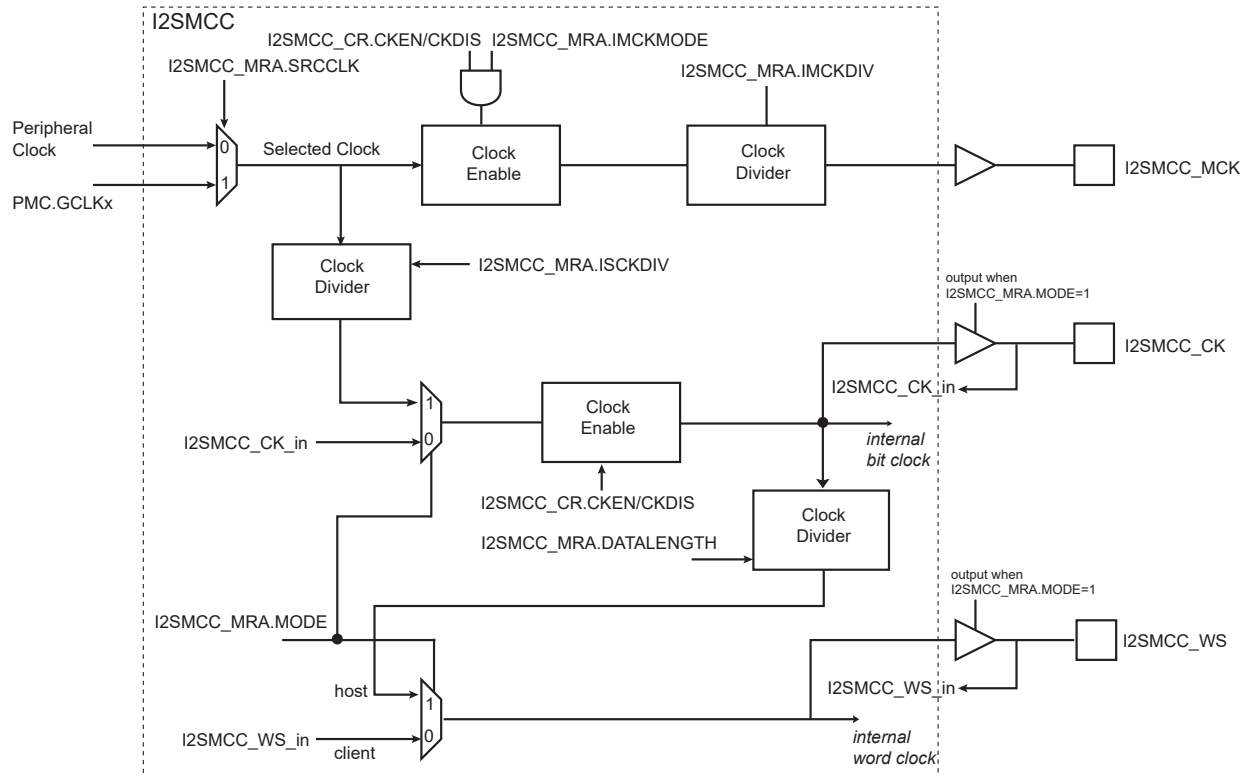 I2SMCC
I2SMCC_CR.CKEN/CKDIS I2SMCC_MRA.IMCKMODE
I2SMCC_MRA.SRCCLK
I2SMCC_MRA.IMCKDIV
Peripheral
Clock
0
Selected Clock
Clock
Enable
Clock
Divider
1
I2SMCC_MCK
PMC.GCLKx
Clock
Divider
I2SMCC_MRA.ISCKDIV
output when
I2SMCC_MRA.MODE=1
I2SMCC_CK
I2SMCC_CK_in
1
Clock
Enable
I2SMCC_CK_in
0
internal
bit clock
I2SMCC_CR.CKEN/CKDIS
Clock
Divider
I2SMCC_MRA.DATALENGTH
output when
I2SMCC_MRA.MODE=1
I2SMCC_MRA.MODE
I2SMCC_WS
host
I2SMCC_WS_in
1
I2SMCC_WS_in
0
client
internal
word clock